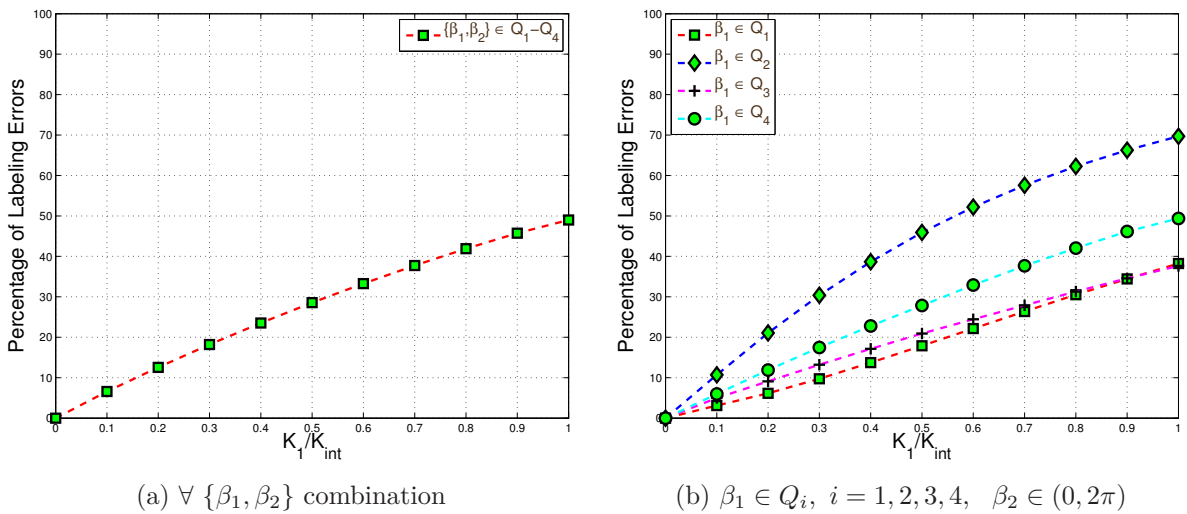 100
90
80
70
60
50
40
30
20
10
0
0 0.1 0.2 0.3 0.4 0.5 0.6 0.7 0.8 0.9 1
Percentage of Labeling Errors
K₁/K_int
{β₁,β₂} ∈ Q₁−Q₄
(a) ∀ {β₁, β₂} combination
100
90
80
70
60
50
40
30
20
10
0
0 0.1 0.2 0.3 0.4 0.5 0.6 0.7 0.8 0.9 1
Percentage of Labeling Errors
K₁/K_int
β₁ ∈ Q₁
β₁ ∈ Q₂
β₁ ∈ Q₃
β₁ ∈ Q₄
(b) β₁ ∈ Qᵢ, i = 1, 2, 3, 4, β₂ ∈ (0, 2π)